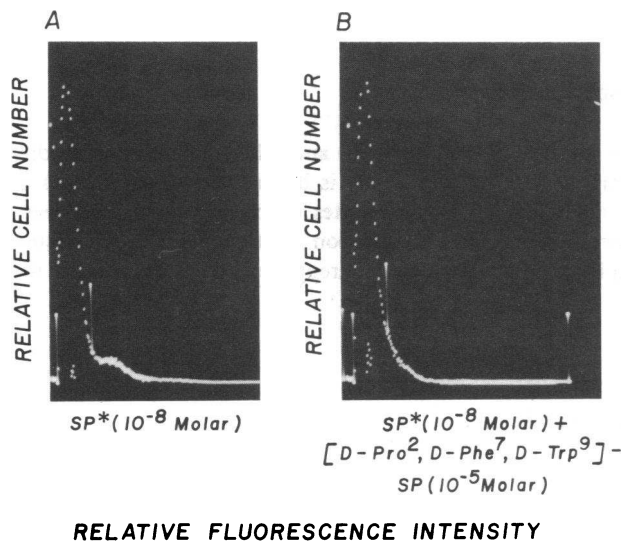 A
B
RELATIVE CELL NUMBER
RELATIVE CELL NUMBER
SP*(10⁻⁸ Molar)
SP*(10⁻⁸ Molar)+
[D-Pro², D-Phe⁷, D-Trp⁹]-
SP(10⁻⁵Molar)
RELATIVE FLUORESCENCE INTENSITY